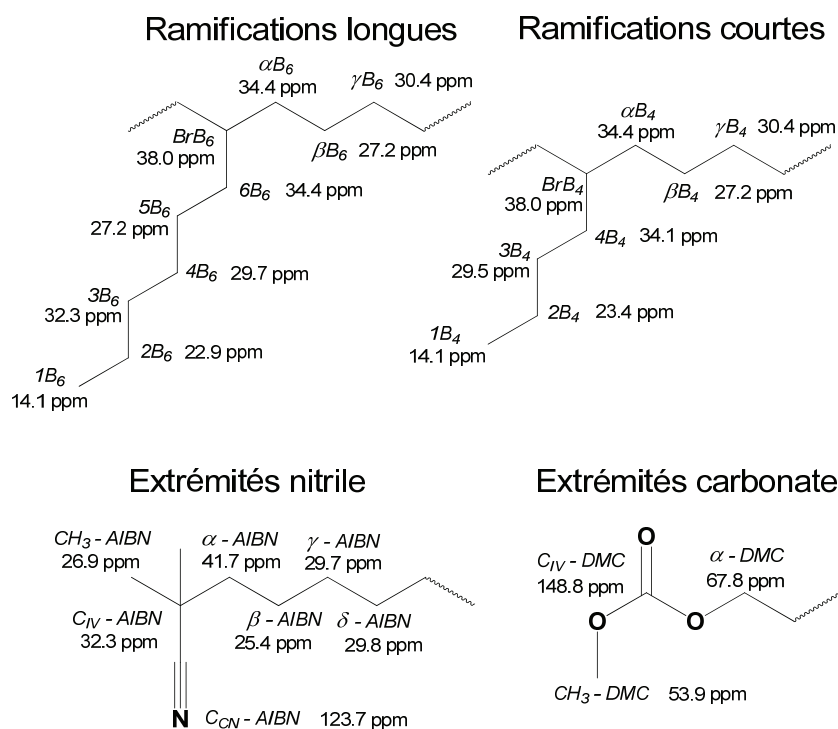 Ramifications longues
αB6
34.4 ppm
γB6 30.4 ppm
BrB6
38.0 ppm
βB6 27.2 ppm
6B6 34.4 ppm
5B6
27.2 ppm
4B6 29.7 ppm
3B6
32.3 ppm
2B6 22.9 ppm
1B6
14.1 ppm
Ramifications courtes
αB4
34.4 ppm
γB4 30.4 ppm
BrB4
38.0 ppm
βB4 27.2 ppm
4B4 34.1 ppm
3B4
29.5 ppm
2B4 23.4 ppm
1B4
14.1 ppm
Extrémités nitrile
CH3 - AIBN
26.9 ppm
α - AIBN
41.7 ppm
γ - AIBN
29.7 ppm
CIV - AIBN
32.3 ppm
β - AIBN
25.4 ppm
δ - AIBN
29.8 ppm
N
CCN - AIBN 123.7 ppm
Extrémités carbonate
O
CIV - DMC
148.8 ppm
α - DMC
67.8 ppm
O
O
CH3 - DMC 53.9 ppm